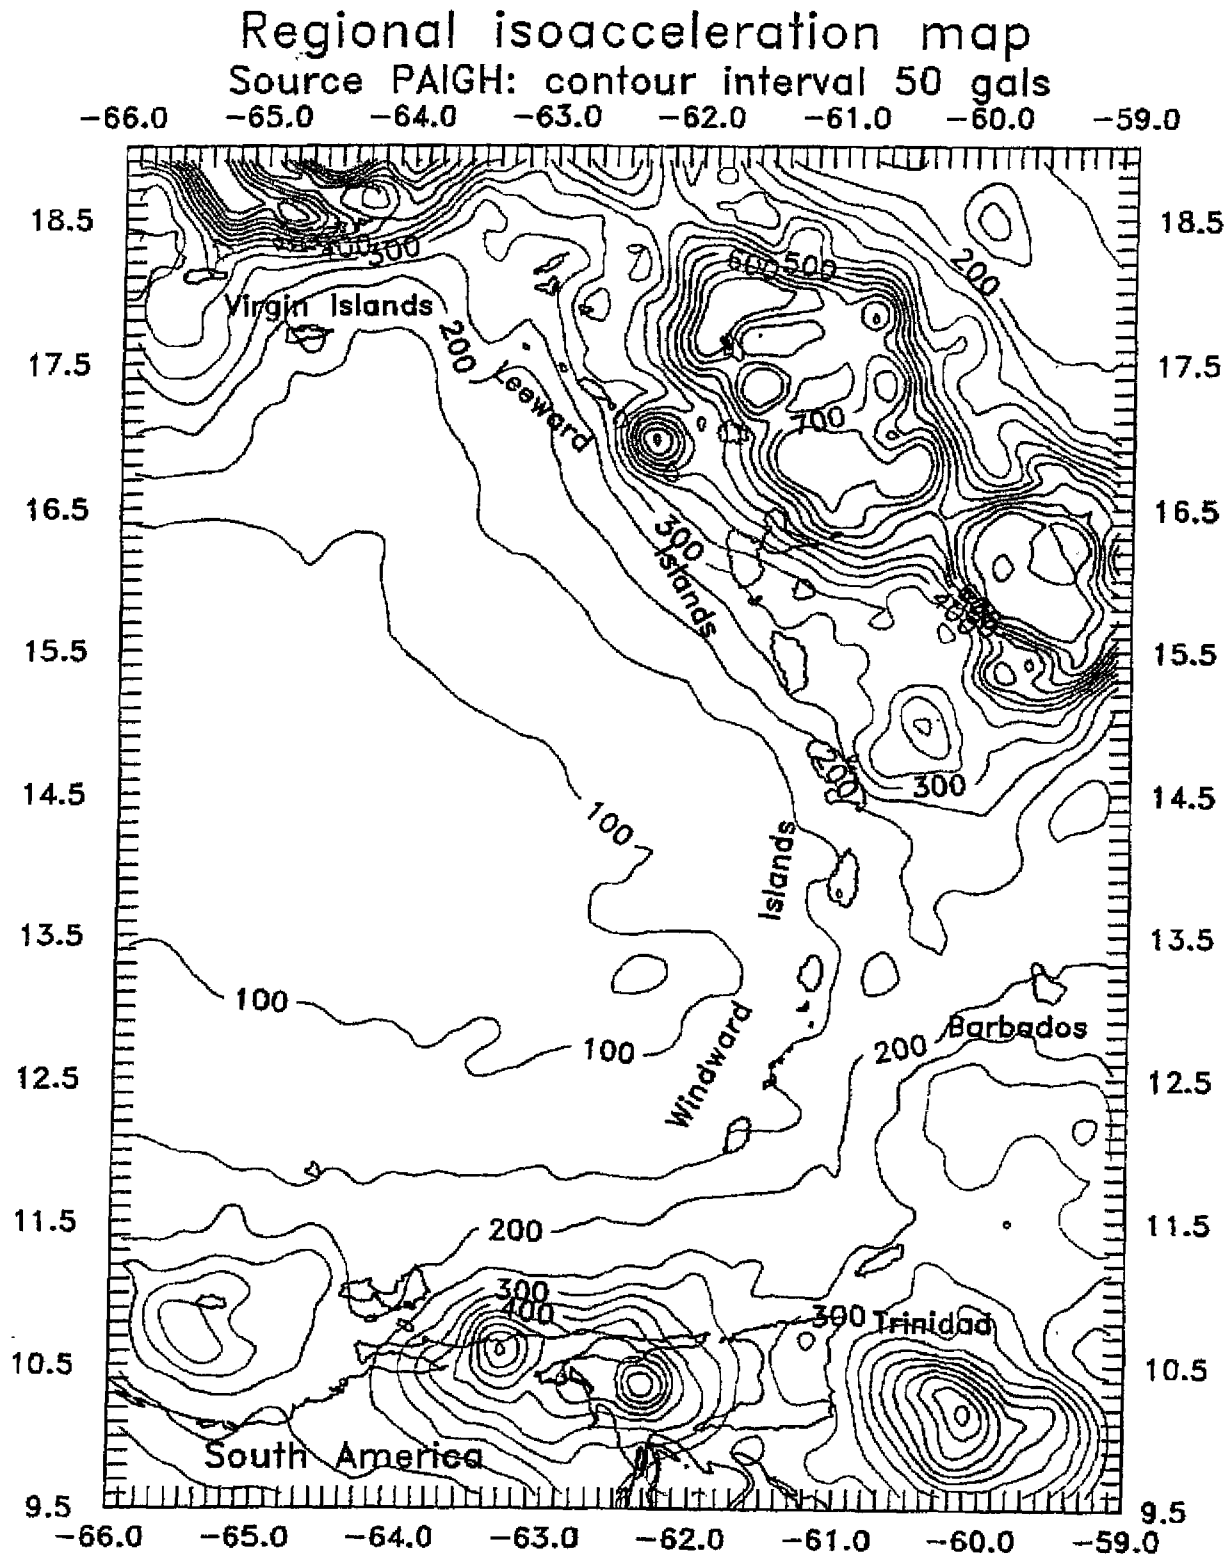 Regional isoacceleration map
Source PAIGH: contour interval 50 gals
-66.0 -65.0 -64.0 -63.0 -62.0 -61.0 -60.0 -59.0
18.5 18.5
400 300
600 500
200
Virgin Islands
200
17.5 17.5
Leeward
700
16.5 16.5
300
Islands
400
15.5 15.5
200
300
14.5 14.5
100
Islands
13.5 13.5
100
Windward
Barbados
100
200
12.5 12.5
11.5 11.5
200
300
400
300 Trinidad
10.5 10.5
South America
9.5 9.5
-66.0 -65.0 -64.0 -63.0 -62.0 -61.0 -60.0 -59.0